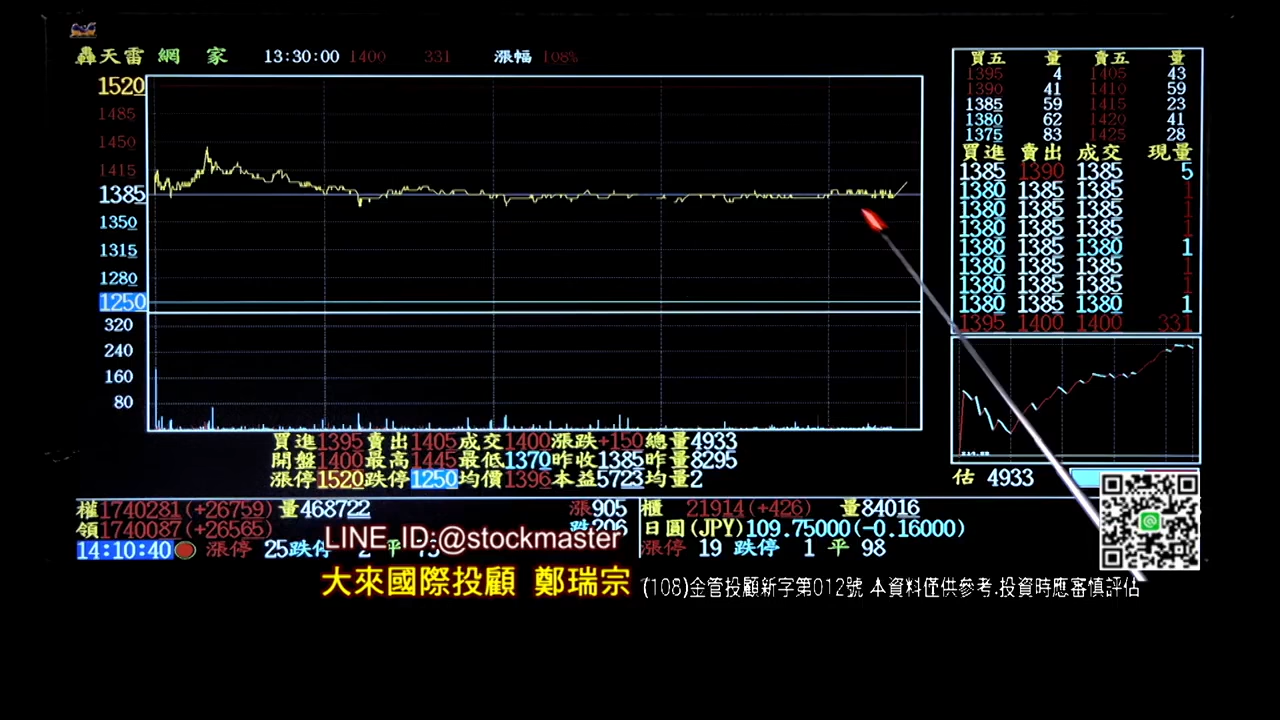 轟天雷 網 家 13:30:00 1400 331 漲幅 108%
1520
1485
1450
1415
1385
1350
1315
1280
1250
320
240
160
80
買五 量 賣五 量
1395 4 1405 43
1390 41 1410 59
1385 59 1415 23
1380 62 1420 41
1375 83 1425 28
買進 賣出 成交 現量
1385 1390 1385 5
1380 1385 1385 1
1380 1385 1385 1
1380 1385 1385 1
1380 1385 1380 1
1380 1385 1385 1
1380 1385 1385 1
1380 1385 1380 1
1395 1400 1400 331
買進1395賣出1405成交1400漲跌+150總量4933
開盤1400最高1445最低1370昨收1385昨量8295
漲停1520跌停1250均價1396本益5723均量2
估 4933
權1740281(+26759)量468722 漲905
櫃 21914(+426) 量84016
領1740087(+26565) 跌206
日圓(JPY)109.75000(-0.16000)
14:10:40 漲停 25跌停 2 平
漲停 19 跌停 1 平 98
LINE ID:@stockmaster
大來國際投顧 鄭瑞宗 (108)金管投顧新字第012號 本資料僅供參考.投資時應審慎評估